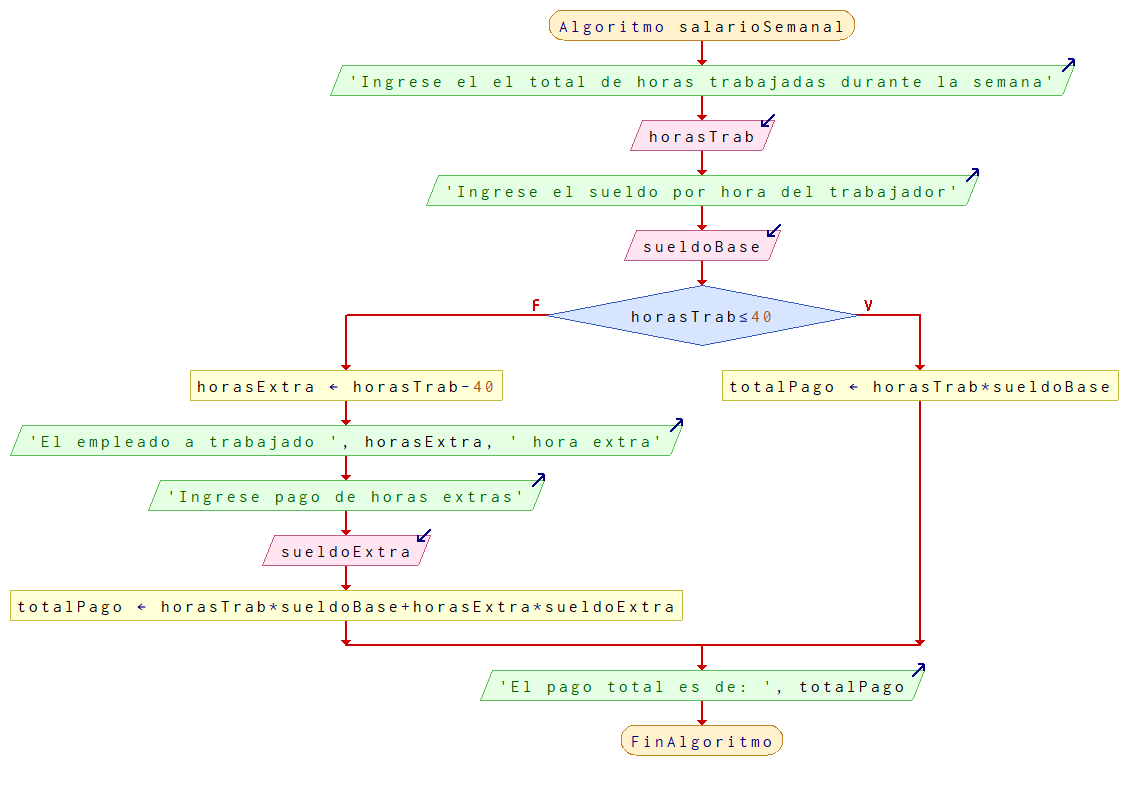 Algoritmo salarioSemanal
'Ingrese el el total de horas trabajadas durante la semana'
horasTrab
'Ingrese el sueldo por hora del trabajador'
sueldoBase
F
V
horasTrab≤40
horasExtra ← horasTrab-40
totalPago ← horasTrab*sueldoBase
'El empleado a trabajado ', horasExtra, ' hora extra'
'Ingrese pago de horas extras'
sueldoExtra
totalPago ← horasTrab*sueldoBase+horasExtra*sueldoExtra
'El pago total es de: ', totalPago
FinAlgoritmo